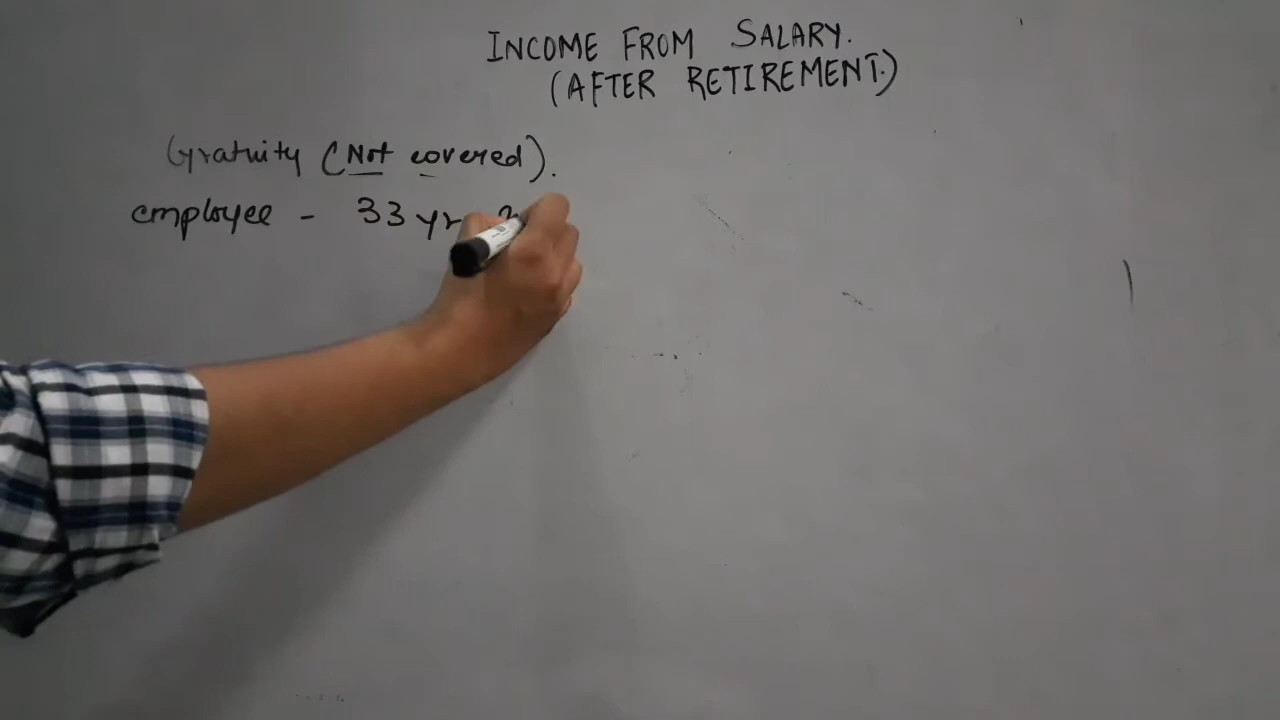 INCOME FROM SALARY.
(AFTER RETIREMENT.)
Gratuity (Not covered).
employee - 33 yr